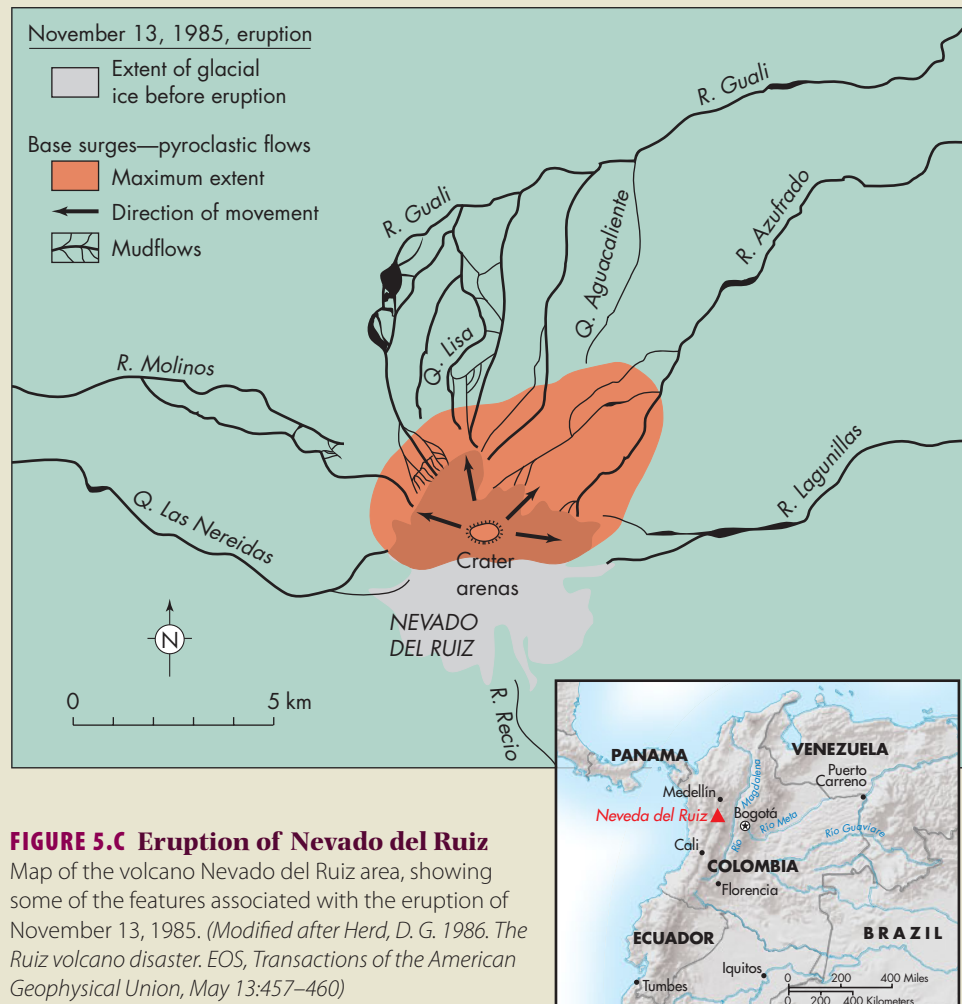 November 13, 1985, eruption
Extent of glacial
ice before eruption
Base surges—pyroclastic flows
Maximum extent
Direction of movement
Mudflows
R. Guali
R. Guali
Q. Aguacaliente
R. Azufrado
Q. Lisa
R. Molinos
Q. Las Nereidas
R. Lagunillas
Crater
arenas
NEVADO
DEL RUIZ
N
0 5 km
R. Recio
PANAMA
VENEZUELA
Puerto
Carreno
Medellín
Río Magdalena
Neveda del Ruiz
Bogotá
Río Meta
Río Guaviare
Cali
COLOMBIA
Florencia
ECUADOR
BRAZIL
Iquitos
Tumbes
0 200 400 Miles
0 200 400 Kilometers
FIGURE 5.C Eruption of Nevado del Ruiz
Map of the volcano Nevado del Ruiz area, showing
some of the features associated with the eruption of
November 13, 1985. (Modified after Herd, D. G. 1986. The
Ruiz volcano disaster. EOS, Transactions of the American
Geophysical Union, May 13:457–460)